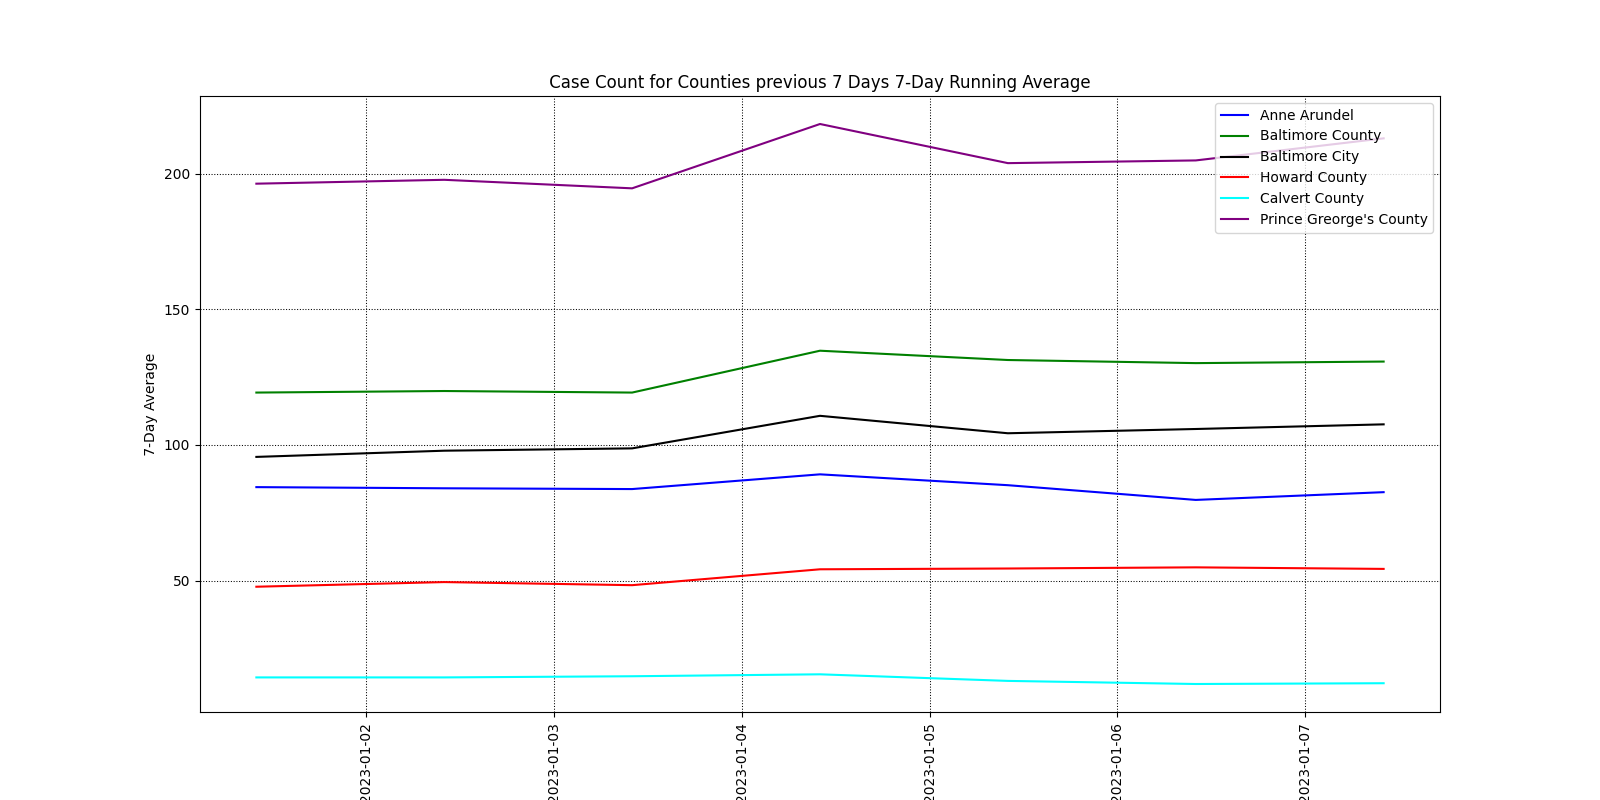 Case Count for Counties previous 7 Days 7-Day Running Average
Anne Arundel
Baltimore County
Baltimore City
Howard County
Calvert County
Prince Greorge's County
200
150
100
50
7-Day Average
2023-01-02
2023-01-03
2023-01-04
2023-01-05
2023-01-06
2023-01-07